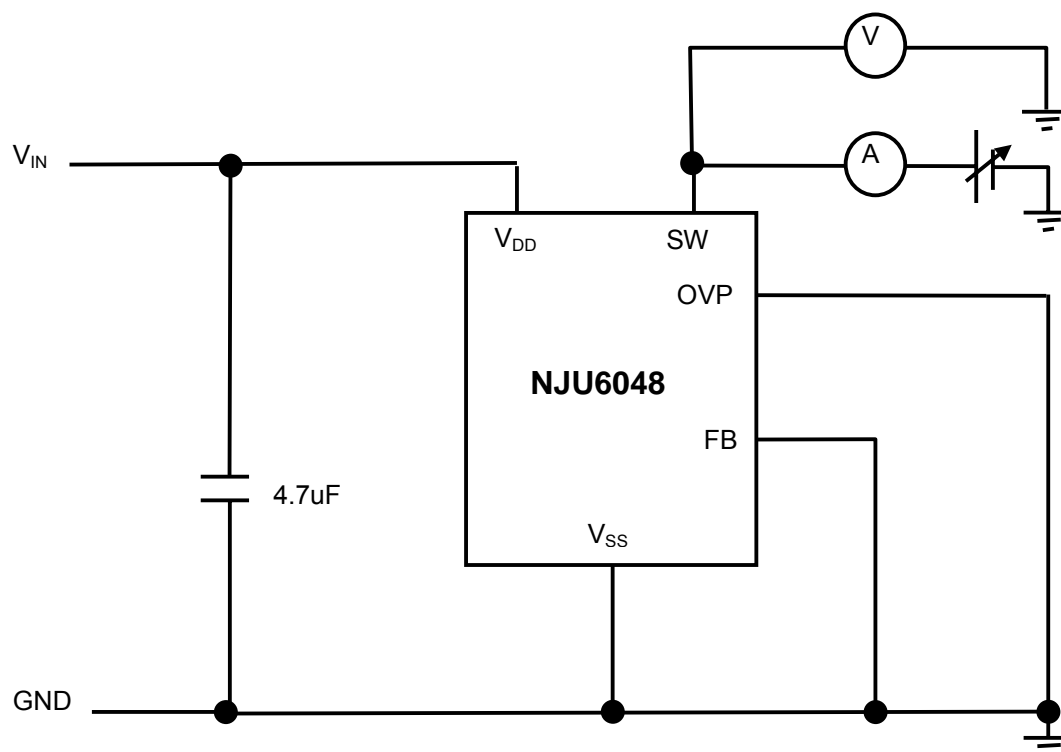 V
V_IN
A
V_DD
SW
OVP
NJU6048
FB
4.7uF
V_SS
GND